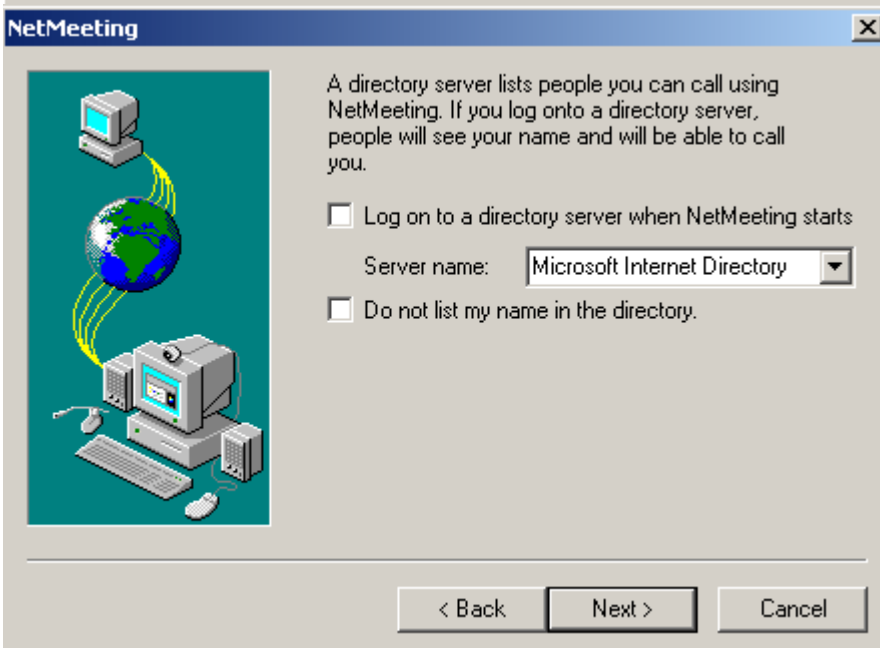 NetMeeting
A directory server lists people you can call using
NetMeeting. If you log onto a directory server,
people will see your name and will be able to call
you.
Log on to a directory server when NetMeeting starts
Server name: Microsoft Internet Directory
Do not list my name in the directory.
< Back Next > Cancel